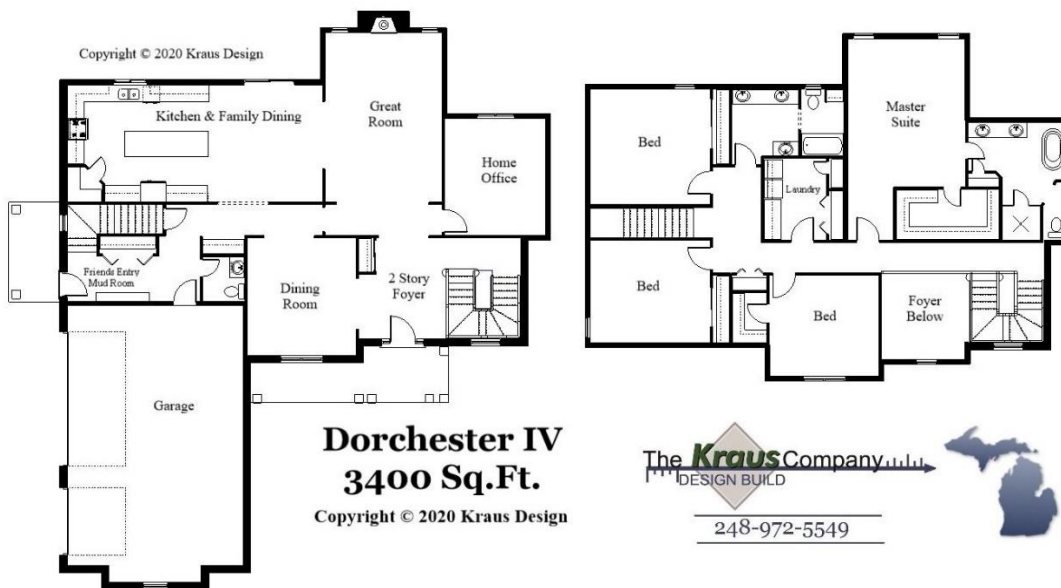 Copyright © 2020 Kraus Design
Kitchen & Family Dining
Great
Room
Home
Office
Friends Entry
Mud Room
Dining
Room
2 Story
Foyer
Garage
Bed
Master
Suite
Laundry
Bed
Bed
Foyer
Below
Dorchester IV
3400 Sq.Ft.
Copyright © 2020 Kraus Design
The Kraus Company
DESIGN BUILD
248-972-5549